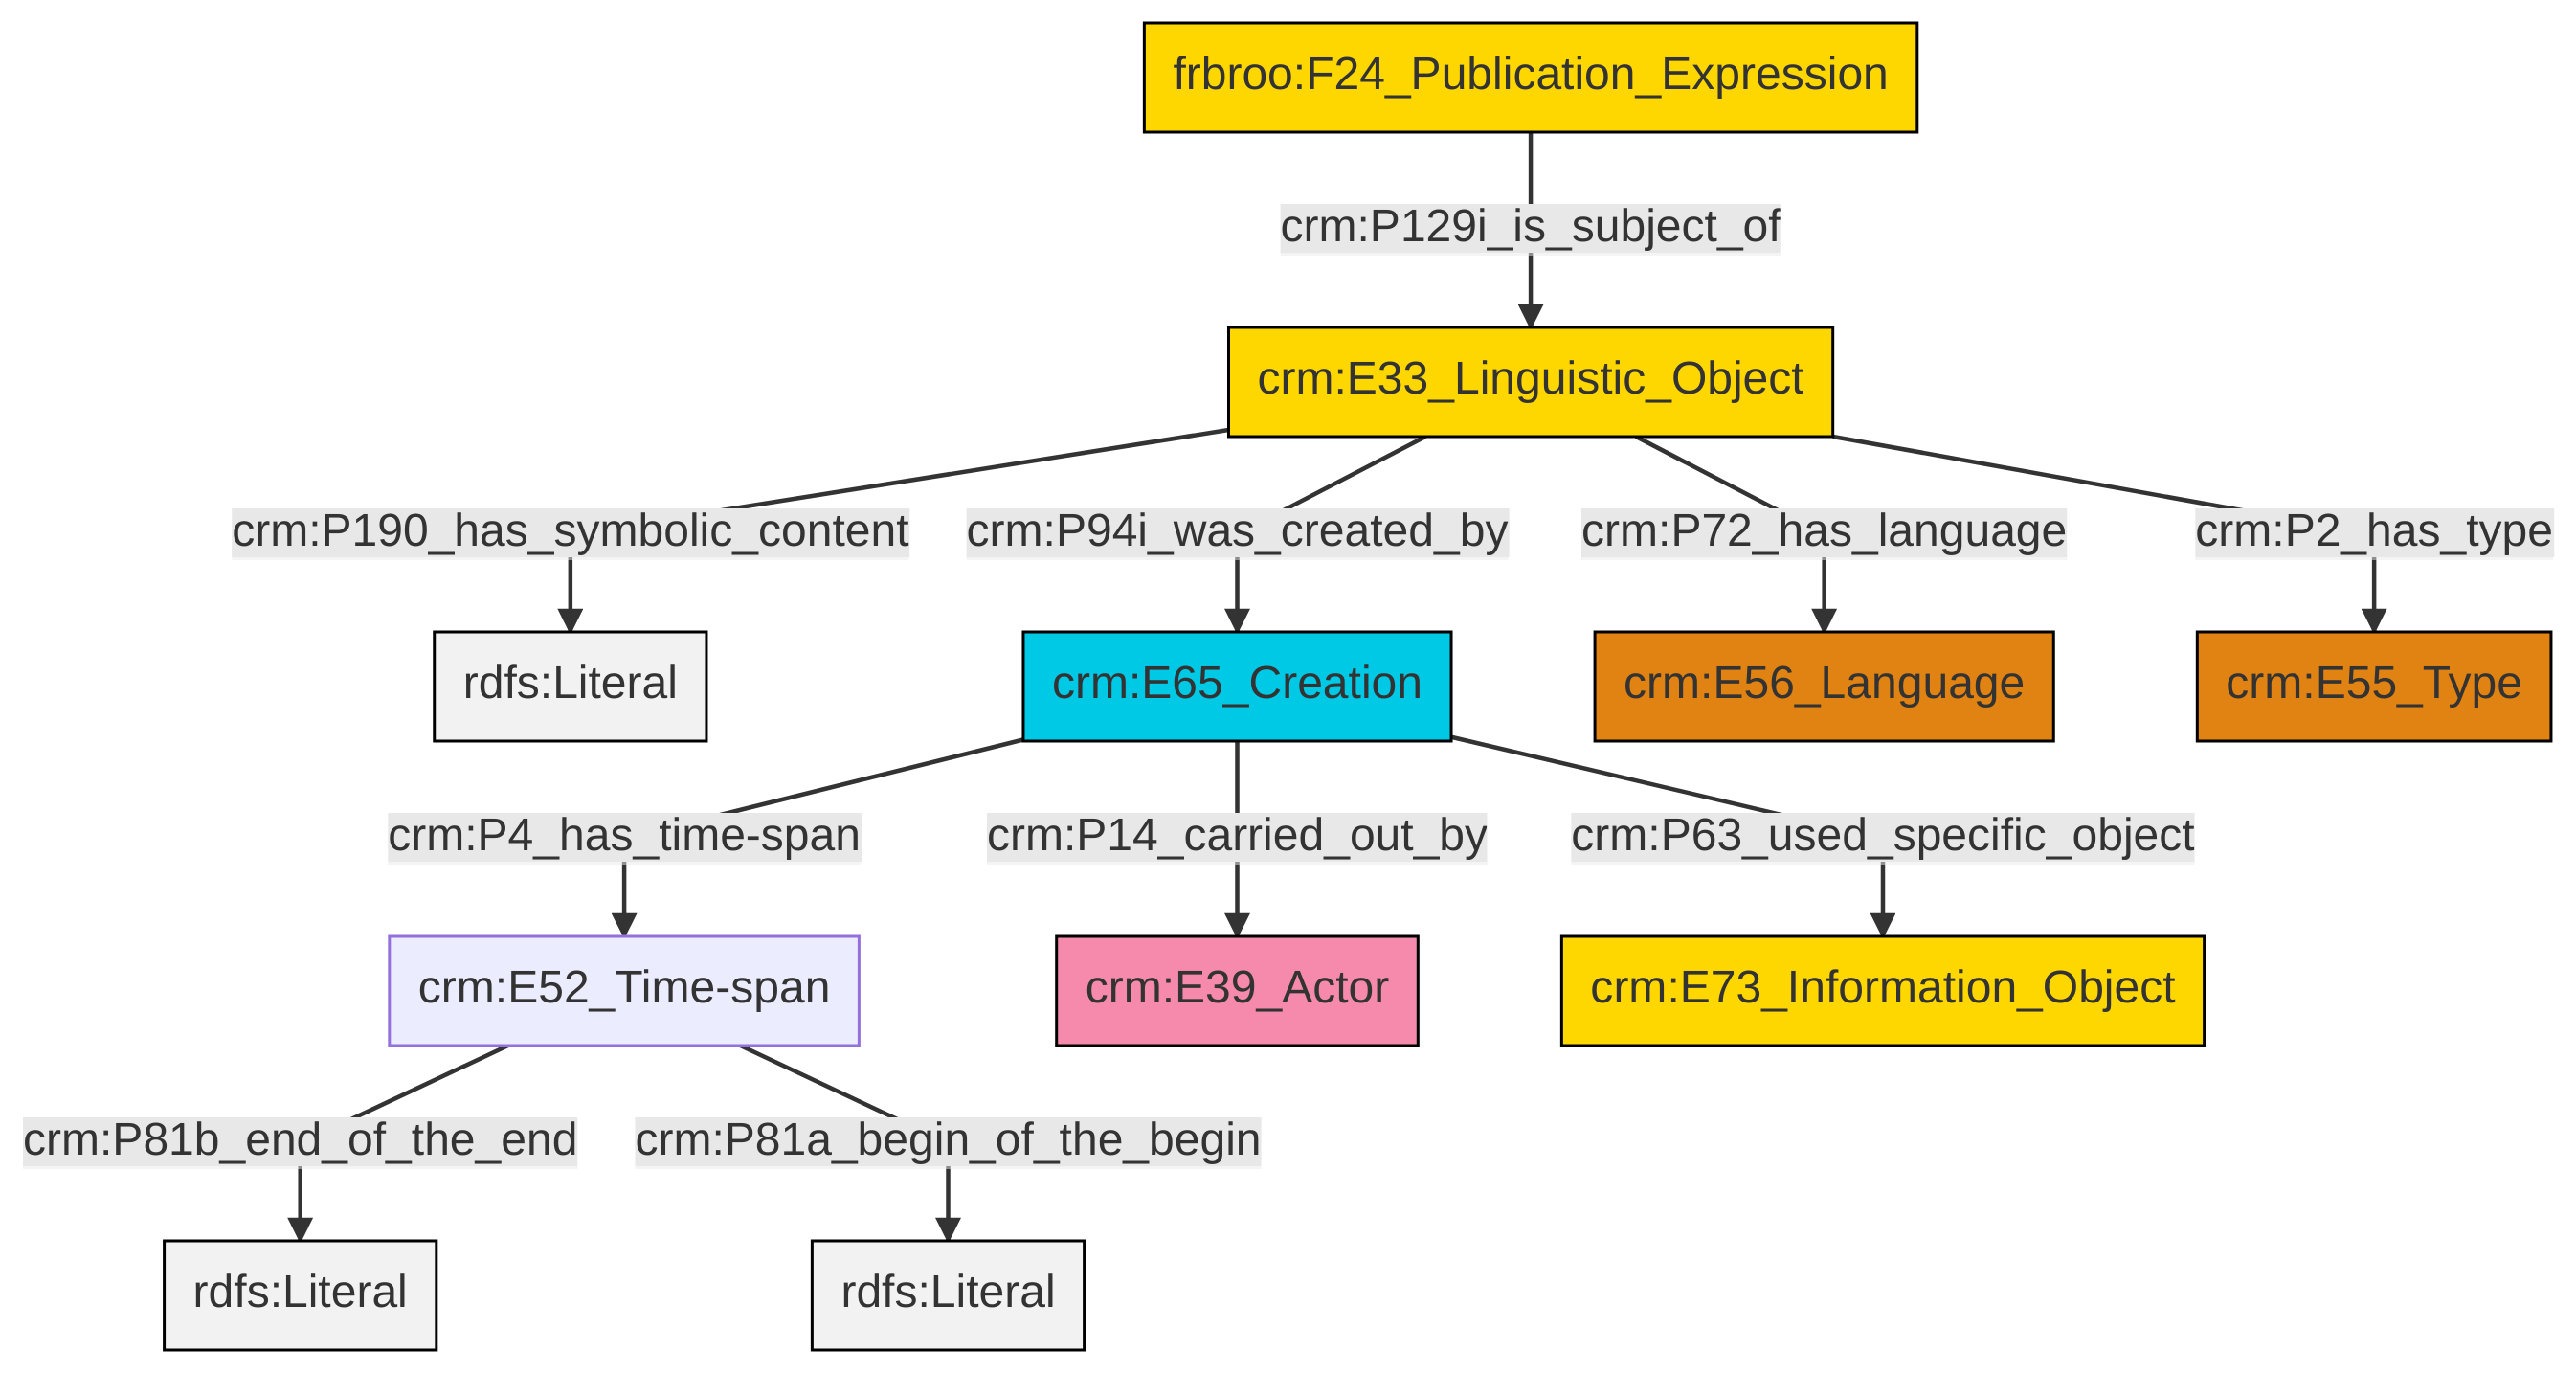 frbroo:F24_Publication_Expression
crm:P129i_is_subject_of
crm:E33_Linguistic_Object
crm:P190_has_symbolic_content
crm:P94i_was_created_by
crm:P72_has_language
crm:P2_has_type
rdfs:Literal
crm:E65_Creation
crm:E56_Language
crm:E55_Type
crm:P4_has_time-span
crm:P14_carried_out_by
crm:P63_used_specific_object
crm:E52_Time-span
crm:E39_Actor
crm:E73_Information_Object
crm:P81b_end_of_the_end
crm:P81a_begin_of_the_begin
rdfs:Literal
rdfs:Literal